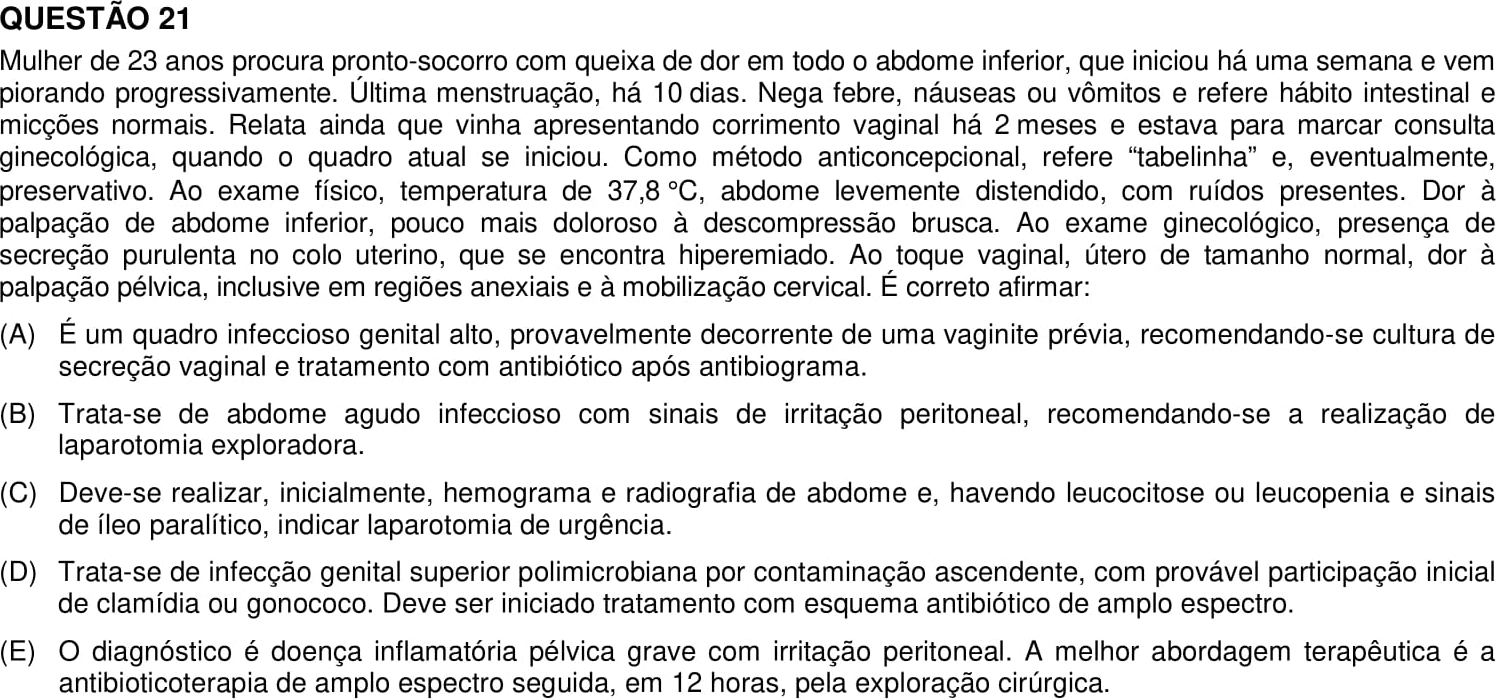 QUESTÃO 21
Mulher de 23 anos procura pronto-socorro com queixa de dor em todo o abdome inferior, que iniciou há uma semana e vem
piorando progressivamente. Última menstruação, há 10 dias. Nega febre, náuseas ou vômitos e refere hábito intestinal e
micções normais. Relata ainda que vinha apresentando corrimento vaginal há 2 meses e estava para marcar consulta
ginecológica, quando o quadro atual se iniciou. Como método anticoncepcional, refere “tabelinha” e, eventualmente,
preservativo. Ao exame físico, temperatura de 37,8 °C, abdome levemente distendido, com ruídos presentes. Dor à
palpação de abdome inferior, pouco mais doloroso à descompressão brusca. Ao exame ginecológico, presença de
secreção purulenta no colo uterino, que se encontra hiperemiado. Ao toque vaginal, útero de tamanho normal, dor à
palpação pélvica, inclusive em regiões anexiais e à mobilização cervical. É correto afirmar:
(A) É um quadro infeccioso genital alto, provavelmente decorrente de uma vaginite prévia, recomendando-se cultura de
secreção vaginal e tratamento com antibiótico após antibiograma.
(B) Trata-se de abdome agudo infeccioso com sinais de irritação peritoneal, recomendando-se a realização de
laparotomia exploradora.
(C) Deve-se realizar, inicialmente, hemograma e radiografia de abdome e, havendo leucocitose ou leucopenia e sinais
de íleo paralítico, indicar laparotomia de urgência.
(D) Trata-se de infecção genital superior polimicrobiana por contaminação ascendente, com provável participação inicial
de clamídia ou gonococo. Deve ser iniciado tratamento com esquema antibiótico de amplo espectro.
(E) O diagnóstico é doença inflamatória pélvica grave com irritação peritoneal. A melhor abordagem terapêutica é a
antibioticoterapia de amplo espectro seguida, em 12 horas, pela exploração cirúrgica.